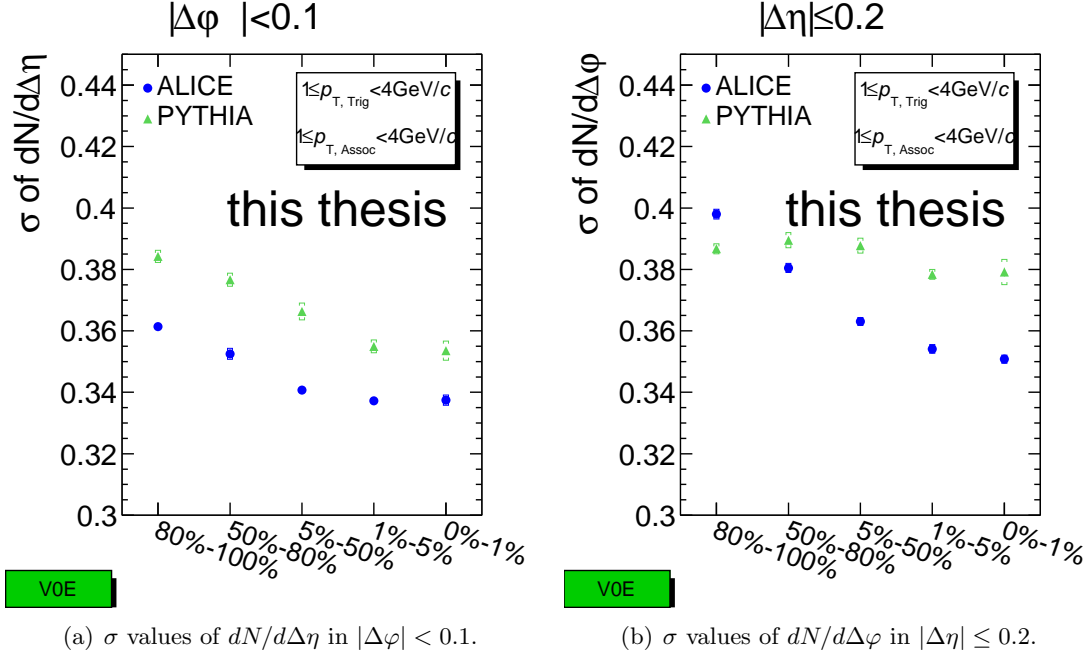 |Δφ |<0.1
σ of dN/dΔη
0.44
0.42
0.4
0.38
0.36
0.34
0.32
0.3
ALICE
PYTHIA
1≤p T, Trig <4GeV/c
1≤p T, Assoc <4GeV/c
this thesis
80%-100%
50%-80%
5%-50%
1%-5%
0%-1%
V0E
(a) σ values of dN/dΔη in |Δφ| < 0.1.
|Δη|≤0.2
σ of dN/dΔφ
0.44
0.42
0.4
0.38
0.36
0.34
0.32
0.3
ALICE
PYTHIA
1≤p T, Trig <4GeV/c
1≤p T, Assoc <4GeV/c
this thesis
80%-100%
50%-80%
5%-50%
1%-5%
0%-1%
V0E
(b) σ values of dN/dΔφ in |Δη| ≤ 0.2.